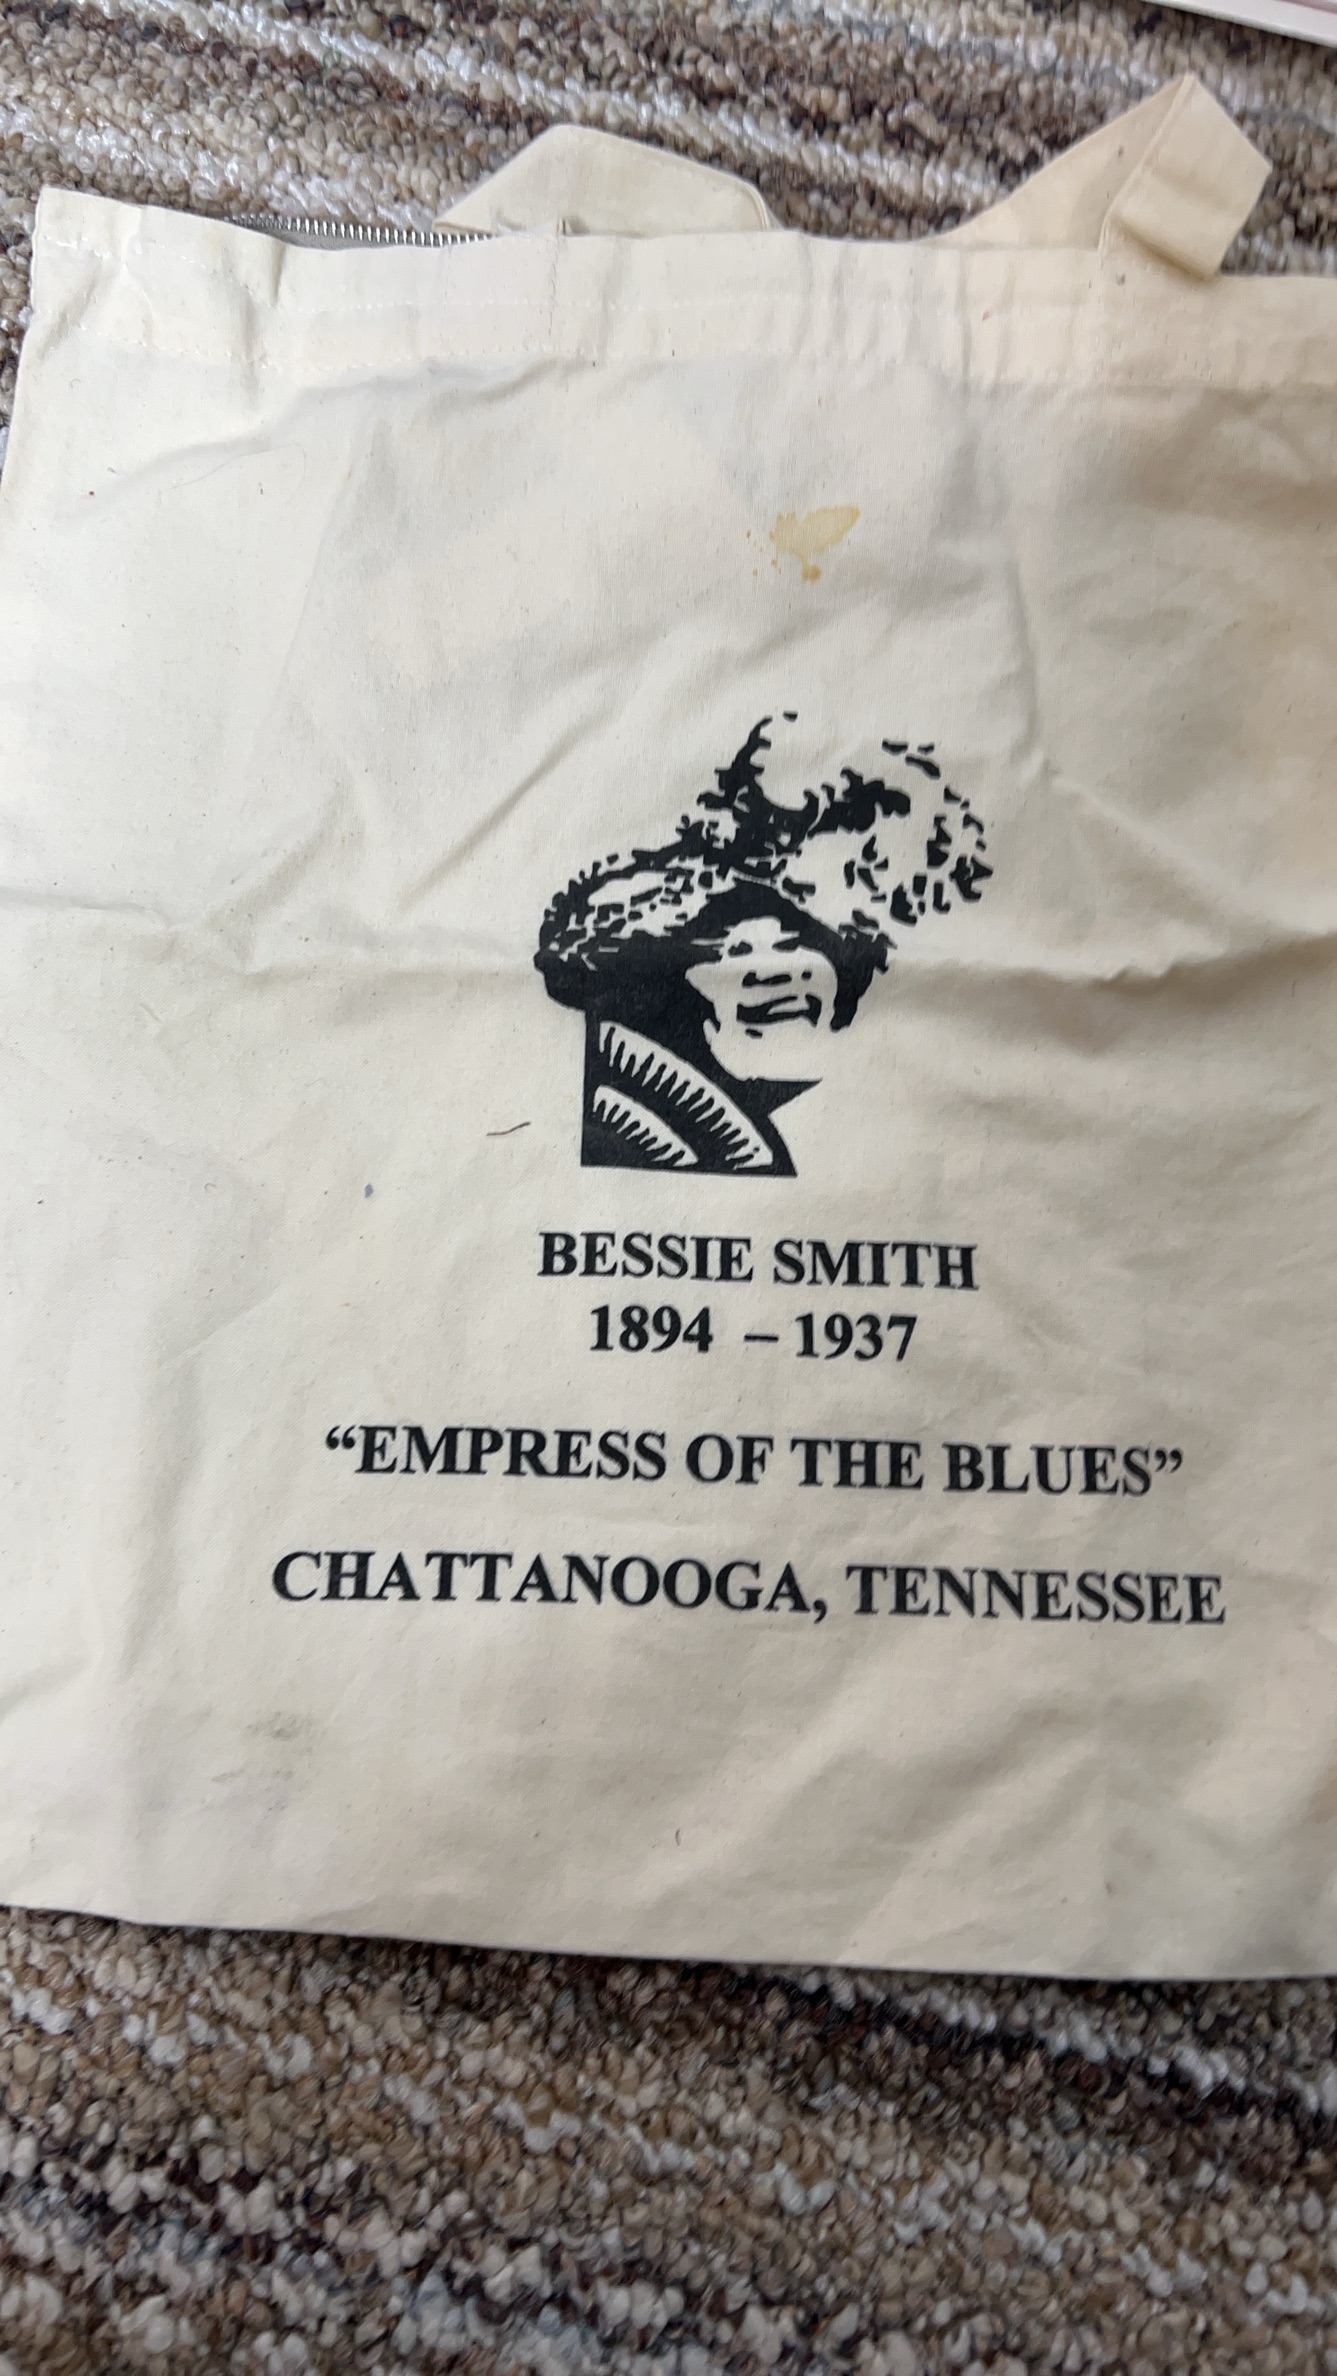 BESSIE SMITH
1894 – 1937
“EMPRESS OF THE BLUES”
CHATTANOOGA, TENNESSEE